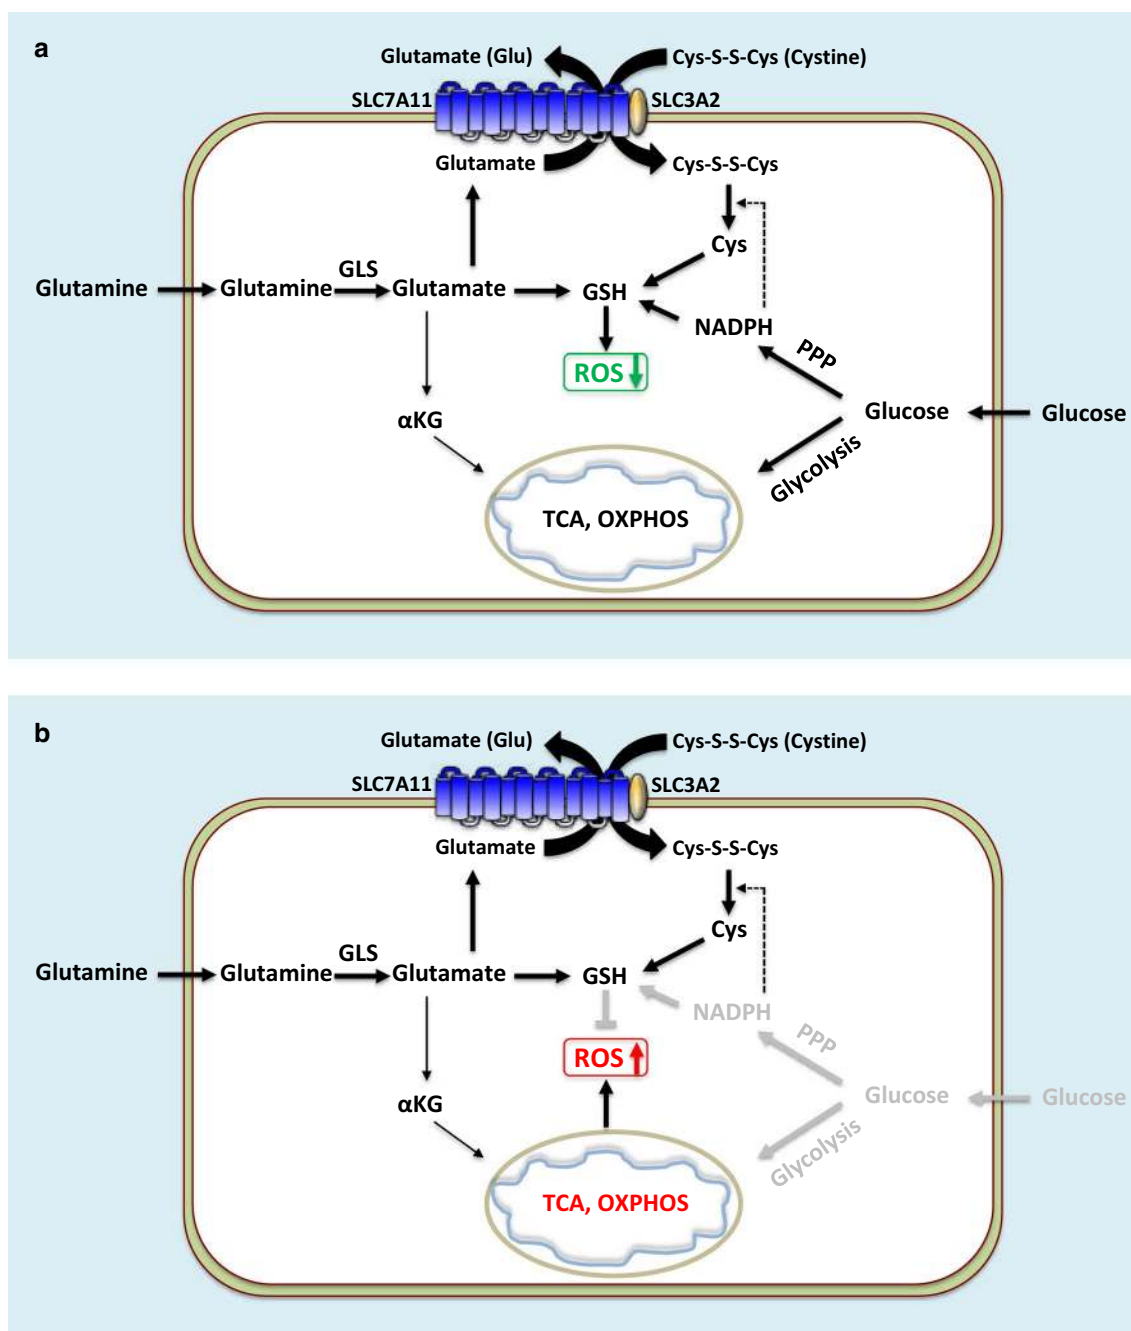 a
Glutamate (Glu)
Cys-S-S-Cys (Cystine)
SLC7A11
SLC3A2
Glutamate
Cys-S-S-Cys
Cys
GLS
Glutamine
Glutamine
Glutamate
GSH
NADPH
PPP
ROS
αKG
Glucose
Glucose
Glycolysis
TCA, OXPHOS
b
Glutamate (Glu)
Cys-S-S-Cys (Cystine)
SLC7A11
SLC3A2
Glutamate
Cys-S-S-Cys
Cys
GLS
Glutamine
Glutamine
Glutamate
GSH
NADPH
PPP
ROS
αKG
Glucose
Glucose
Glycolysis
TCA, OXPHOS